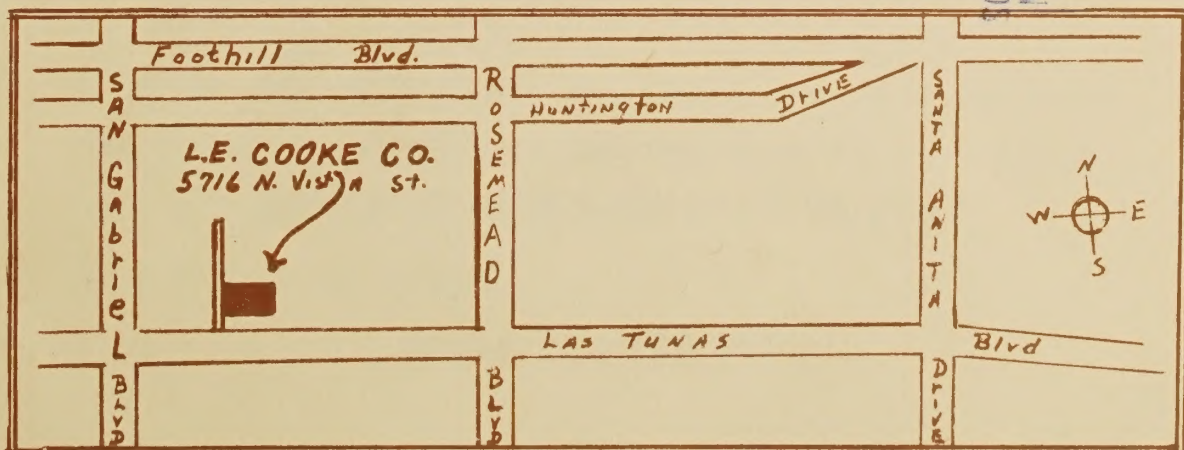 Foothill Blvd.
SAN GabrieL BlvD
ROSEMEAD BLvD
HuntingTon DrIVE
SANTA ANITA DrIVE
L.E. COOKE CO.
5716 N. VisTA St.
N
W E
S
LAS TUNAS Blvd